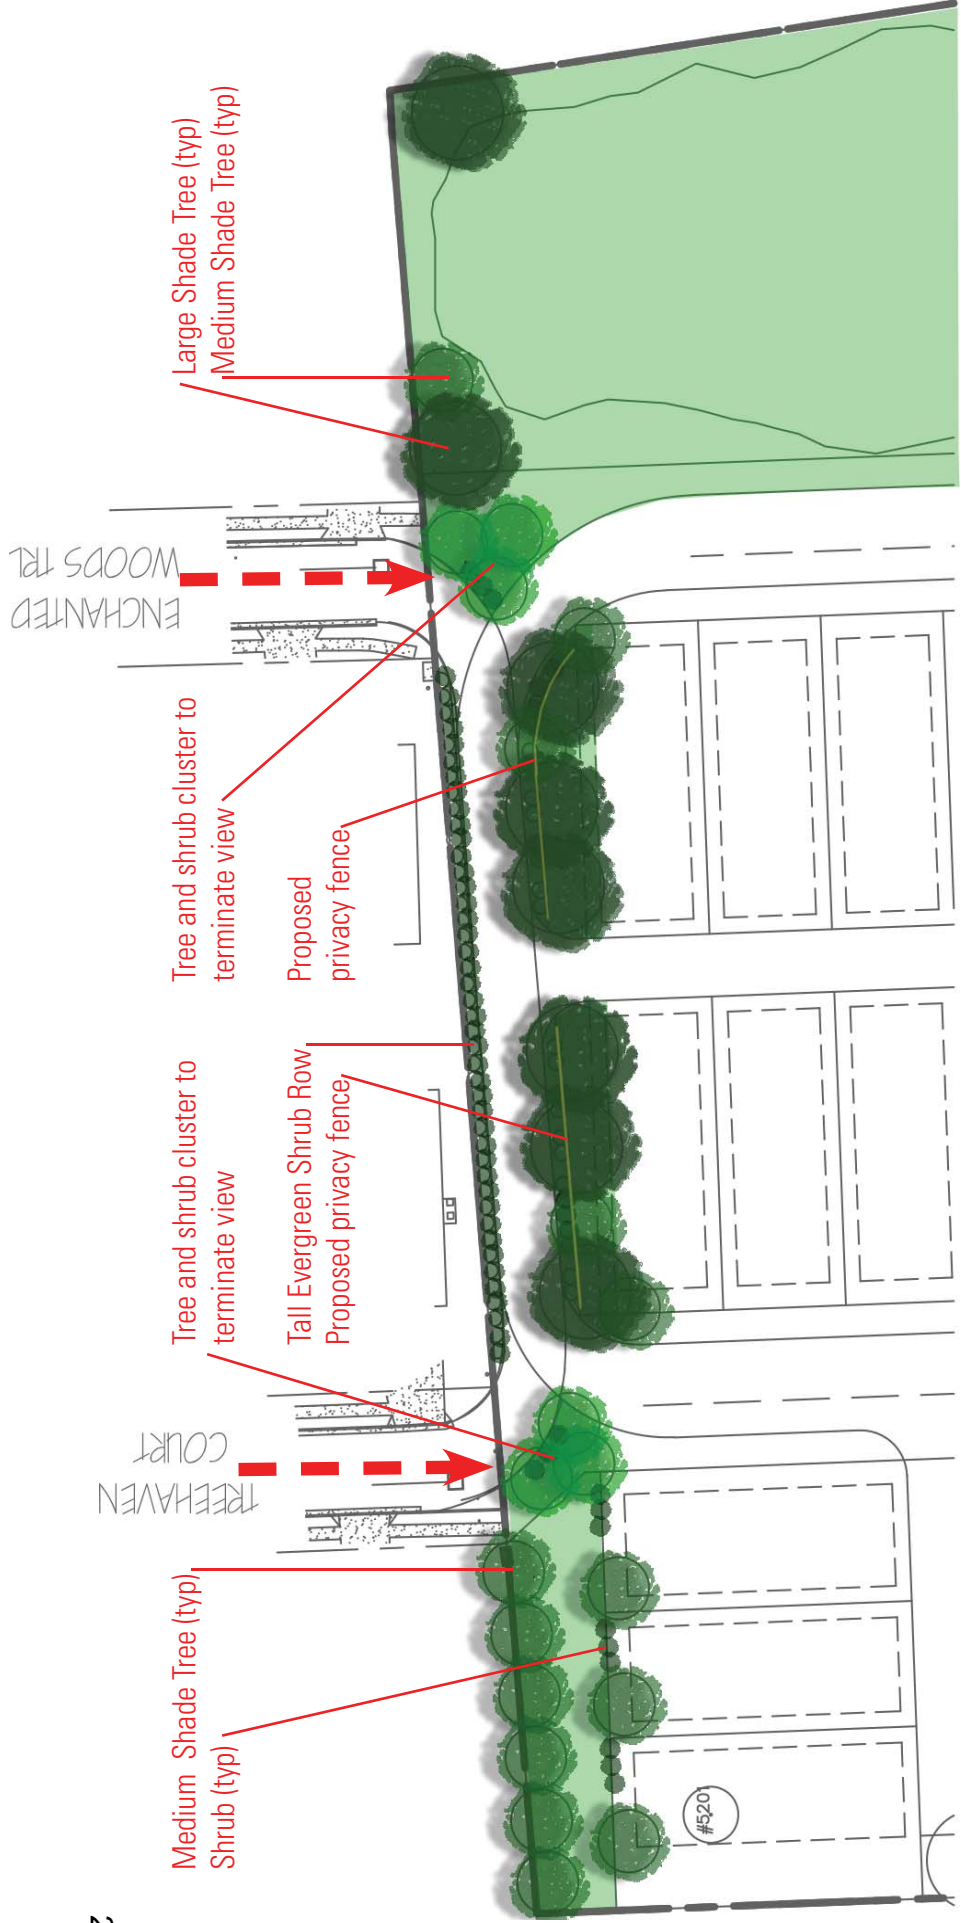 Medium Shade Tree (typ)
Shrub (typ)
Tree and shrub cluster to
terminate view
Tall Evergreen Shrub Row
Proposed privacy fence
Tree and shrub cluster to
terminate view
Proposed
privacy fence
Large Shade Tree (typ)
Medium Shade Tree (typ)
TREEHAVEN
COURT
ENCHANTED
WOODS TRL
#5201
2